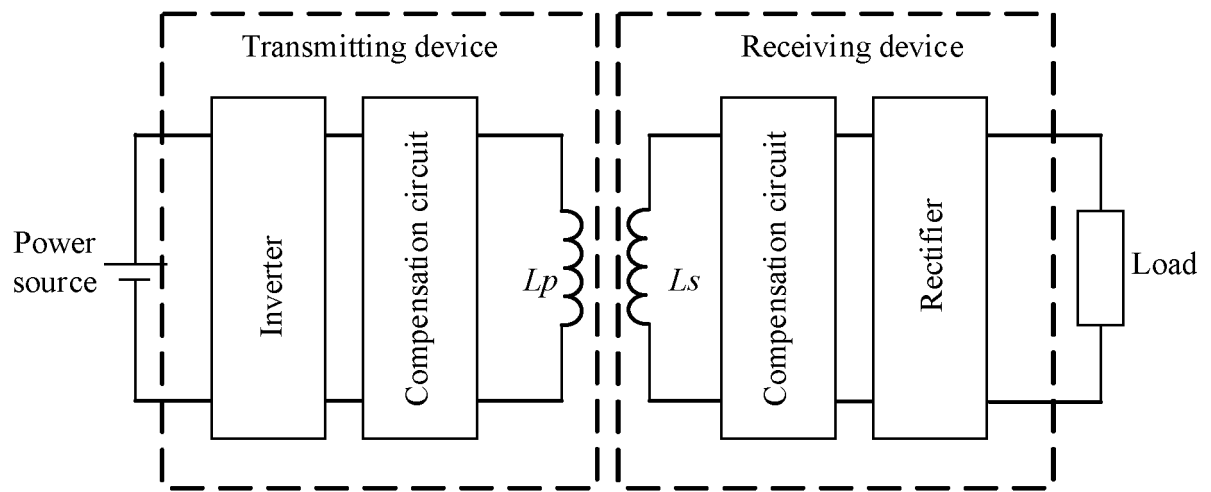 Transmitting device
Receiving device
Power
source
Inverter
Compensation circuit
Lp
Ls
Compensation circuit
Rectifier
Load